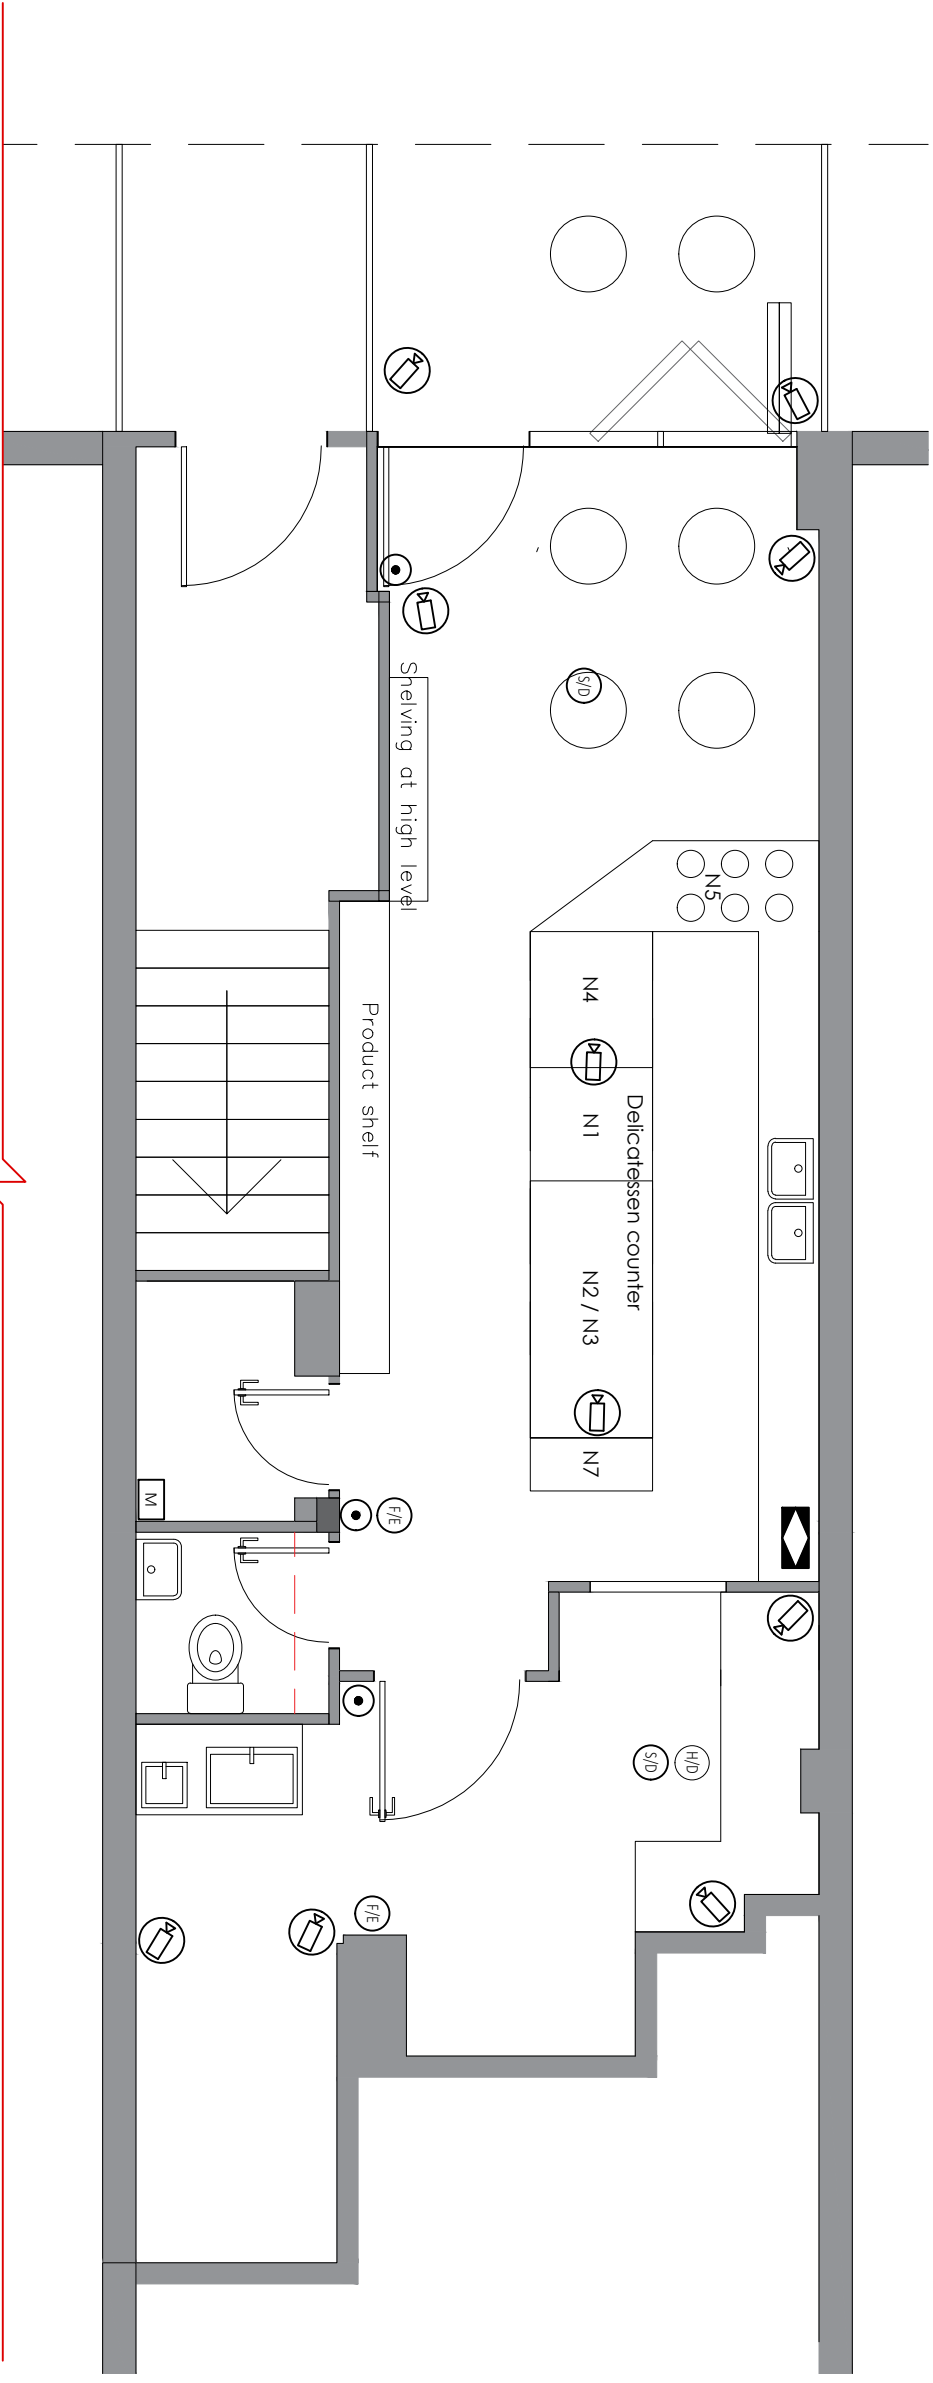 S/D
Shelving at high level
N5
N4
Product shelf
N1
Delicatessen counter
N2 / N3
N7
M
F/E
S/D
H/D
F/E